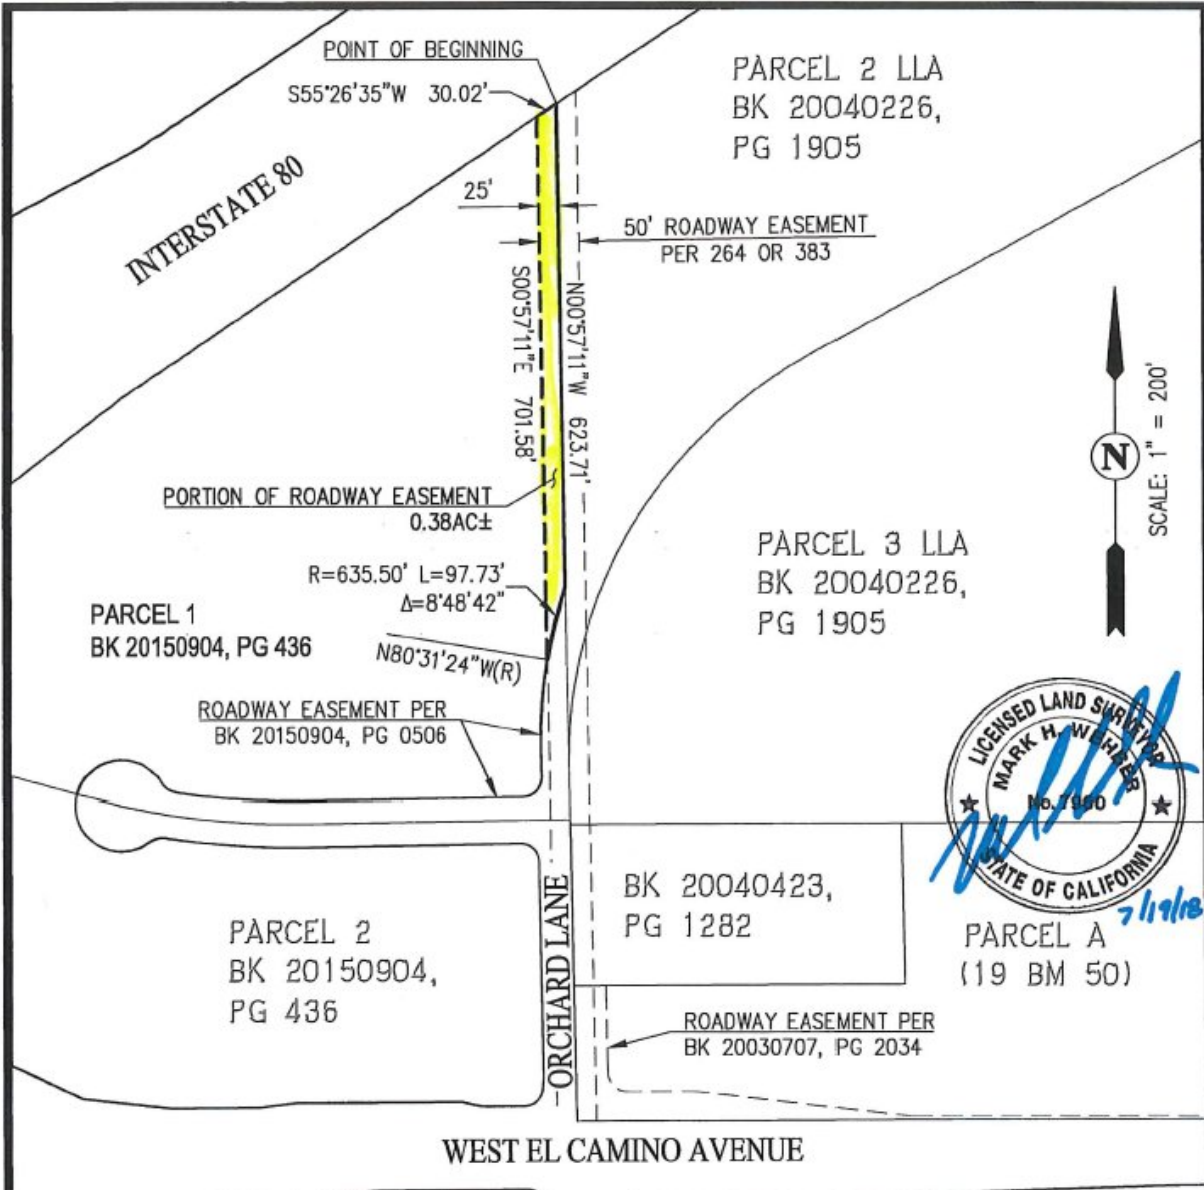 POINT OF BEGINNING
S55°26'35"W 30.02'
PARCEL 2 LLA
BK 20040226,
PG 1905
INTERSTATE 80
25'
50' ROADWAY EASEMENT
PER 264 OR 383
S00°57'11"E 701.58'
N00°57'11"W 623.71'
N
SCALE: 1" = 200'
PORTION OF ROADWAY EASEMENT
0.38AC±
PARCEL 3 LLA
BK 20040226,
PG 1905
R=635.50' L=97.73'
Δ=8°48'42"
PARCEL 1
BK 20150904, PG 436
N80°31'24"W(R)
ROADWAY EASEMENT PER
BK 20150904, PG 0506
LICENSED LAND SURVEYOR
MARK H. WEHBER
No. 7960
STATE OF CALIFORNIA
7/19/18
BK 20040423,
PG 1282
PARCEL 2
BK 20150904,
PG 436
ORCHARD LANE
PARCEL A
(19 BM 50)
ROADWAY EASEMENT PER
BK 20030707, PG 2034
WEST EL CAMINO AVENUE